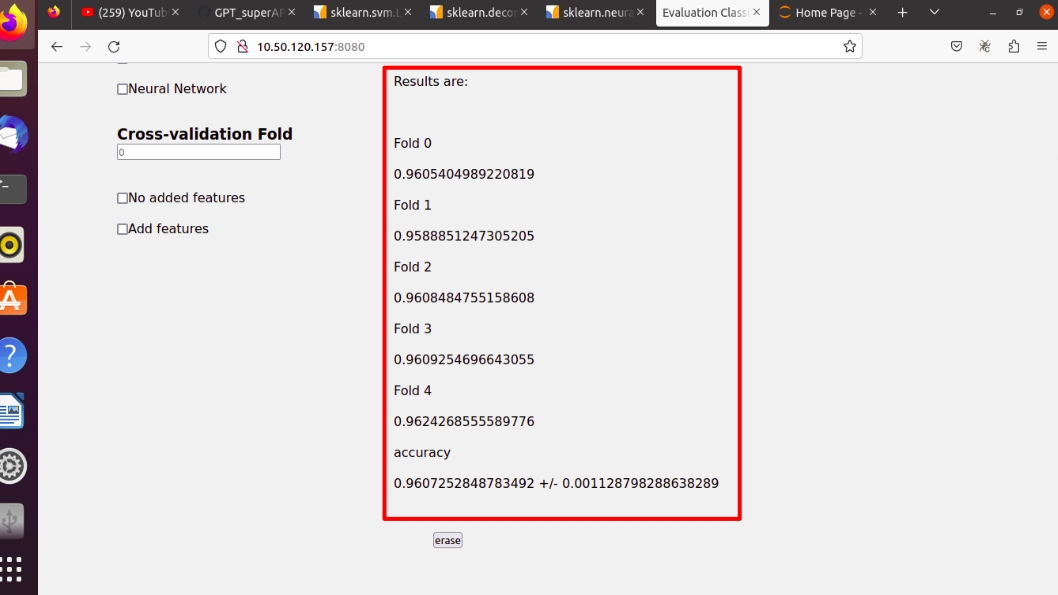 (259) YouTub
GPT_superAP
sklearn.svm.L
sklearn.decor
sklearn.neura
Evaluation Classi
Home Page -
10.50.120.157:8080
Neural Network
Cross-validation Fold
0
No added features
Add features
Results are:
Fold 0
0.9605404989220819
Fold 1
0.9588851247305205
Fold 2
0.9608484755158608
Fold 3
0.9609254696643055
Fold 4
0.9624268555589776
accuracy
0.9607252848783492 +/- 0.001128798288638289
erase